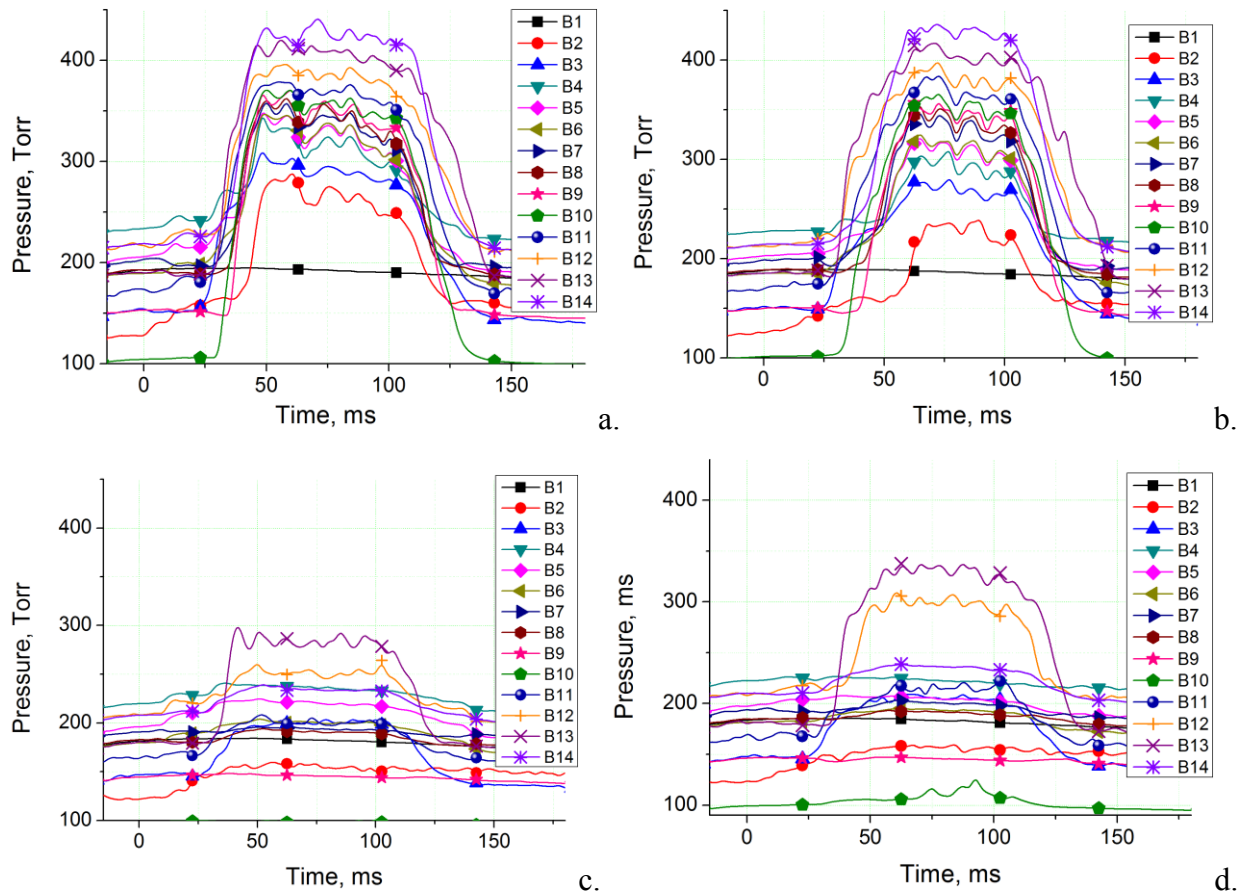 Pressure, Torr
400
300
200
100
0
50
100
150
Time, ms
B1
B2
B3
B4
B5
B6
B7
B8
B9
B10
B11
B12
B13
B14
a.
Pressure, Torr
400
300
200
100
0
50
100
150
Time, ms
B1
B2
B3
B4
B5
B6
B7
B8
B9
B10
B11
B12
B13
B14
b.
Pressure, Torr
400
300
200
100
0
50
100
150
Time, ms
B1
B2
B3
B4
B5
B6
B7
B8
B9
B10
B11
B12
B13
B14
c.
Pressure, ms
400
300
200
100
0
50
100
150
Time, ms
B1
B2
B3
B4
B5
B6
B7
B8
B9
B10
B11
B12
B13
B14
d.